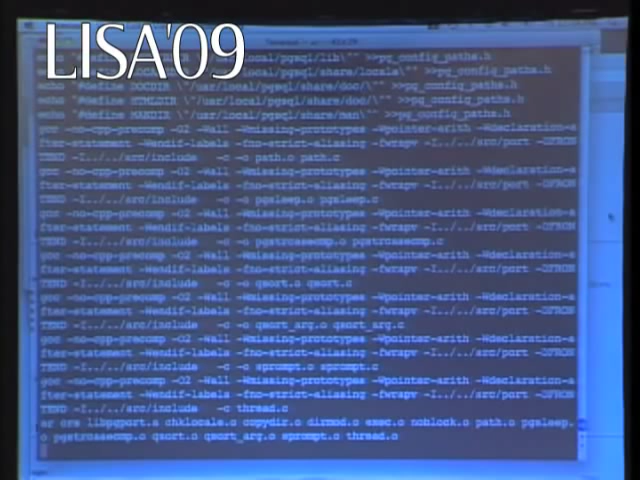 LISA'09
echo "#define LOCALEDIR \"/usr/local/pgsql/share/locale\"" >>pg_config_paths.h
echo "#define DOCDIR \"/usr/local/pgsql/share/doc/\"" >>pg_config_paths.h
echo "#define HTMLDIR \"/usr/local/pgsql/share/doc/\"" >>pg_config_paths.h
echo "#define MANDIR \"/usr/local/pgsql/share/man\"" >>pg_config_paths.h
gcc -no-cpp-precomp -O2 -Wall -Wmissing-prototypes -Wpointer-arith -Wdeclaration-a
fter-statement -Wendif-labels -fno-strict-aliasing -fwrapv -I../../src/port -DFRON
TEND -I../../src/include -c -o path.o path.c
gcc -no-cpp-precomp -O2 -Wall -Wmissing-prototypes -Wpointer-arith -Wdeclaration-a
fter-statement -Wendif-labels -fno-strict-aliasing -fwrapv -I../../src/port -DFRON
TEND -I../../src/include -c -o pgsleep.o pgsleep.c
gcc -no-cpp-precomp -O2 -Wall -Wmissing-prototypes -Wpointer-arith -Wdeclaration-a
fter-statement -Wendif-labels -fno-strict-aliasing -fwrapv -I../../src/port -DFRON
TEND -I../../src/include -c -o pgstrcasecmp.o pgstrcasecmp.c
gcc -no-cpp-precomp -O2 -Wall -Wmissing-prototypes -Wpointer-arith -Wdeclaration-a
fter-statement -Wendif-labels -fno-strict-aliasing -fwrapv -I../../src/port -DFRON
TEND -I../../src/include -c -o qsort.o qsort.c
gcc -no-cpp-precomp -O2 -Wall -Wmissing-prototypes -Wpointer-arith -Wdeclaration-a
fter-statement -Wendif-labels -fno-strict-aliasing -fwrapv -I../../src/port -DFRON
TEND -I../../src/include -c -o qsort_arg.o qsort_arg.c
gcc -no-cpp-precomp -O2 -Wall -Wmissing-prototypes -Wpointer-arith -Wdeclaration-a
fter-statement -Wendif-labels -fno-strict-aliasing -fwrapv -I../../src/port -DFRON
TEND -I../../src/include -c -o sprompt.o sprompt.c
gcc -no-cpp-precomp -O2 -Wall -Wmissing-prototypes -Wpointer-arith -Wdeclaration-a
fter-statement -Wendif-labels -fno-strict-aliasing -fwrapv -I../../src/port -DFRON
TEND -I../../src/include -c thread.c
ar crs libpgport.a chklocale.o copydir.o dirmod.o exec.o noblock.o path.o pgsleep.
o pgstrcasecmp.o qsort.o qsort_arg.o sprompt.o thread.o